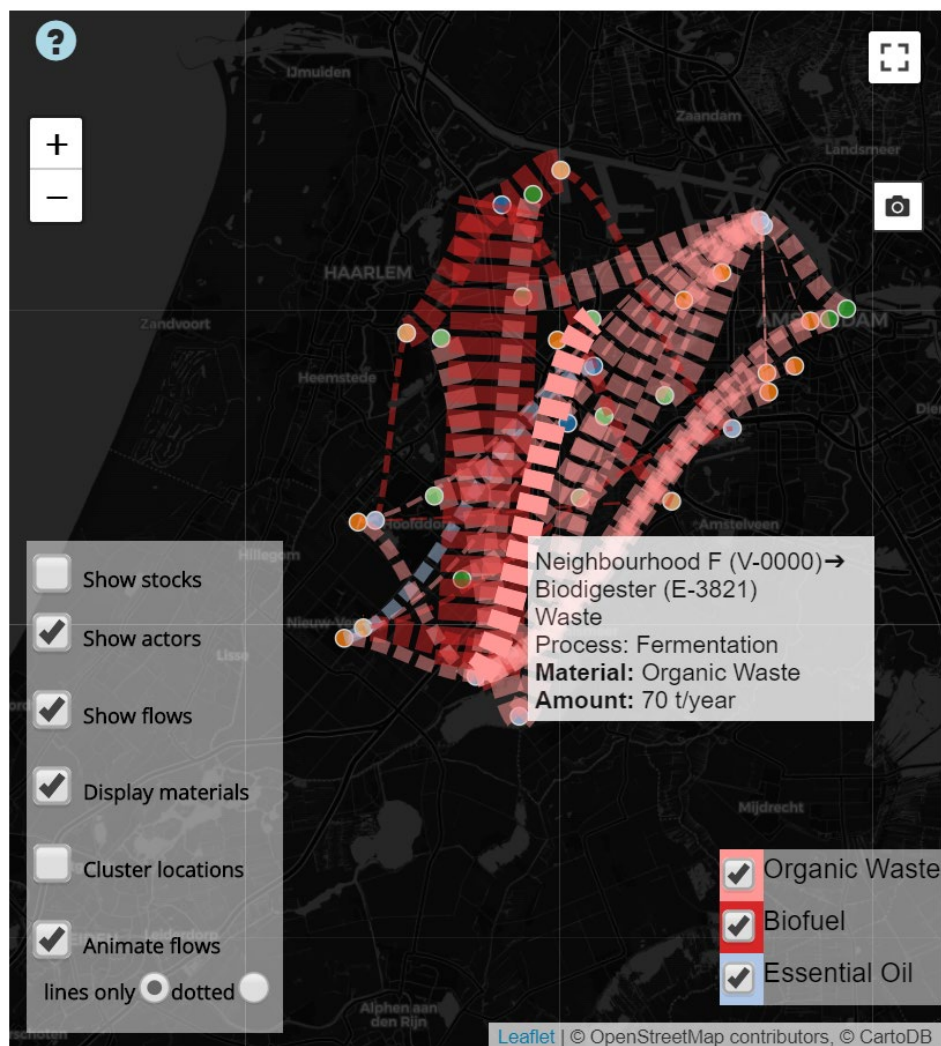 ?
IJmuiden
Zaandam
Landsmeer
+
−
HAARLEM
Zandvoort
Heemstede
Amstelveen
Hillegom
Lisse
Show stocks
Show actors
Show flows
Display materials
Cluster locations
Animate flows
lines only dotted
Neighbourhood F (V-0000)➔
Biodigester (E-3821)
Waste
Process: Fermentation
Material: Organic Waste
Amount: 70 t/year
Mijdrecht
Organic Waste
Biofuel
Essential Oil
Leiderdorp
Alphen aan
den Rijn
Leaflet | © OpenStreetMap contributors, © CartoDB